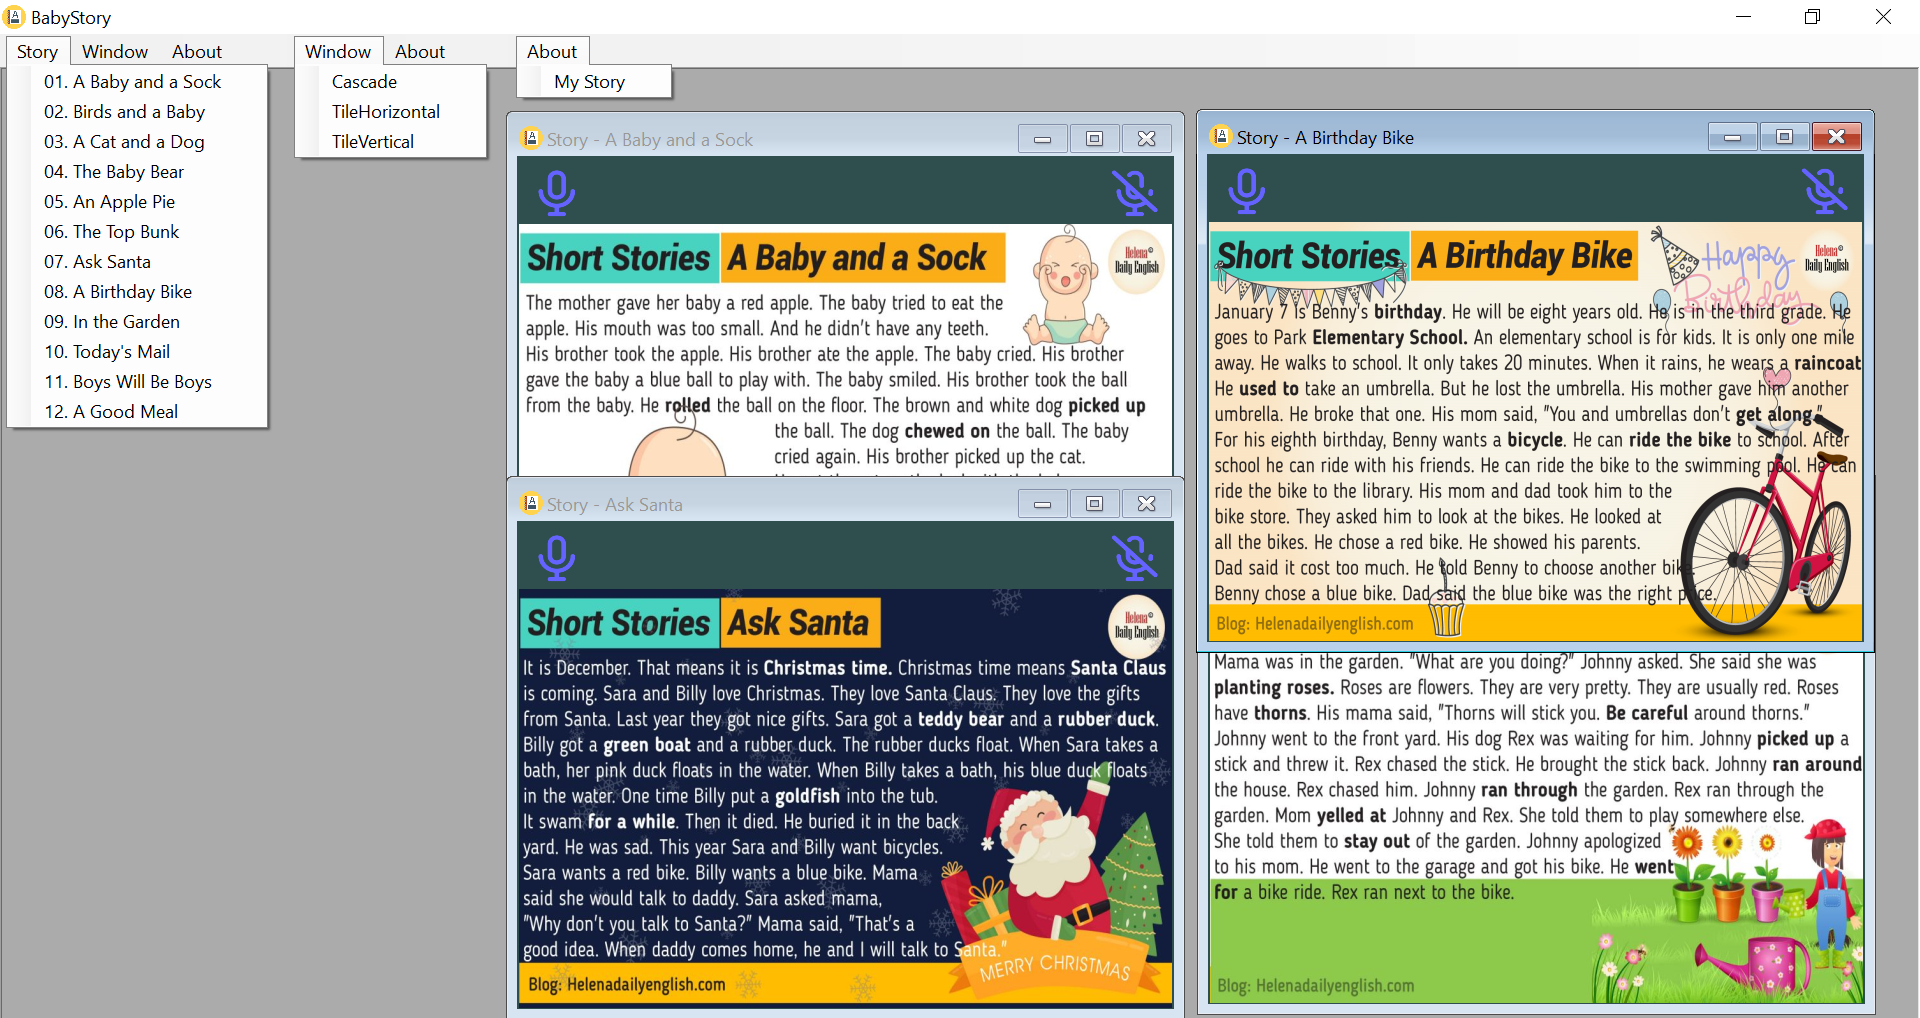 BabyStory
Story Window About
01. A Baby and a Sock
02. Birds and a Baby
03. A Cat and a Dog
04. The Baby Bear
05. An Apple Pie
06. The Top Bunk
07. Ask Santa
08. A Birthday Bike
09. In the Garden
10. Today's Mail
11. Boys Will Be Boys
12. A Good Meal
Window About
Cascade
TileHorizontal
TileVertical
About
My Story
Story - A Baby and a Sock
Short Stories A Baby and a Sock
Helena®
Daily English
The mother gave her baby a red apple. The baby tried to eat the
apple. His mouth was too small. And he didn't have any teeth.
His brother took the apple. His brother ate the apple. The baby cried. His brother
gave the baby a blue ball to play with. The baby smiled. His brother took the ball
from the baby. He rolled the ball on the floor. The brown and white dog picked up
the ball. The dog chewed on the ball. The baby
cried again. His brother picked up the cat.
Story - Ask Santa
Short Stories Ask Santa
Helena®
Daily English
It is December. That means it is Christmas time. Christmas time means Santa Claus
is coming. Sara and Billy love Christmas. They love Santa Claus. They love the gifts
from Santa. Last year they got nice gifts. Sara got a teddy bear and a rubber duck.
Billy got a green boat and a rubber duck. The rubber ducks float. When Sara takes a
bath, her pink duck floats in the water. When Billy takes a bath, his blue duck floats
in the water. One time Billy put a goldfish into the tub.
It swam for a while. Then it died. He buried it in the back
yard. He was sad. This year Sara and Billy want bicycles.
Sara wants a red bike. Billy wants a blue bike. Mama
said she would talk to daddy. Sara asked mama,
"Why don't you talk to Santa?" Mama said, "That's a
good idea. When daddy comes home, he and I will talk to Santa."
MERRY CHRISTMAS
Blog: Helenadailyenglish.com
Story - A Birthday Bike
Short Stories A Birthday Bike
Happy
Birthday
Helena®
Daily English
January 7 is Benny's birthday. He will be eight years old. He is in the third grade. He
goes to Park Elementary School. An elementary school is for kids. It is only one mile
away. He walks to school. It only takes 20 minutes. When it rains, he wears a raincoat
He used to take an umbrella. But he lost the umbrella. His mother gave him another
umbrella. He broke that one. His mom said, "You and umbrellas don't get along."
For his eighth birthday, Benny wants a bicycle. He can ride the bike to school. After
school he can ride with his friends. He can ride the bike to the swimming pool. He can
ride the bike to the library. His mom and dad took him to the
bike store. They asked him to look at the bikes. He looked at
all the bikes. He chose a red bike. He showed his parents.
Dad said it cost too much. He told Benny to choose another bike.
Benny chose a blue bike. Dad said the blue bike was the right price.
Blog: Helenadailyenglish.com
Mama was in the garden. "What are you doing?" Johnny asked. She said she was
planting roses. Roses are flowers. They are very pretty. They are usually red. Roses
have thorns. His mama said, "Thorns will stick you. Be careful around thorns."
Johnny went to the front yard. His dog Rex was waiting for him. Johnny picked up a
stick and threw it. Rex chased the stick. He brought the stick back. Johnny ran around
the house. Rex chased him. Johnny ran through the garden. Rex ran through the
garden. Mom yelled at Johnny and Rex. She told them to play somewhere else.
She told them to stay out of the garden. Johnny apologized
to his mom. He went to the garage and got his bike. He went
for a bike ride. Rex ran next to the bike.
Blog: Helenadailyenglish.com